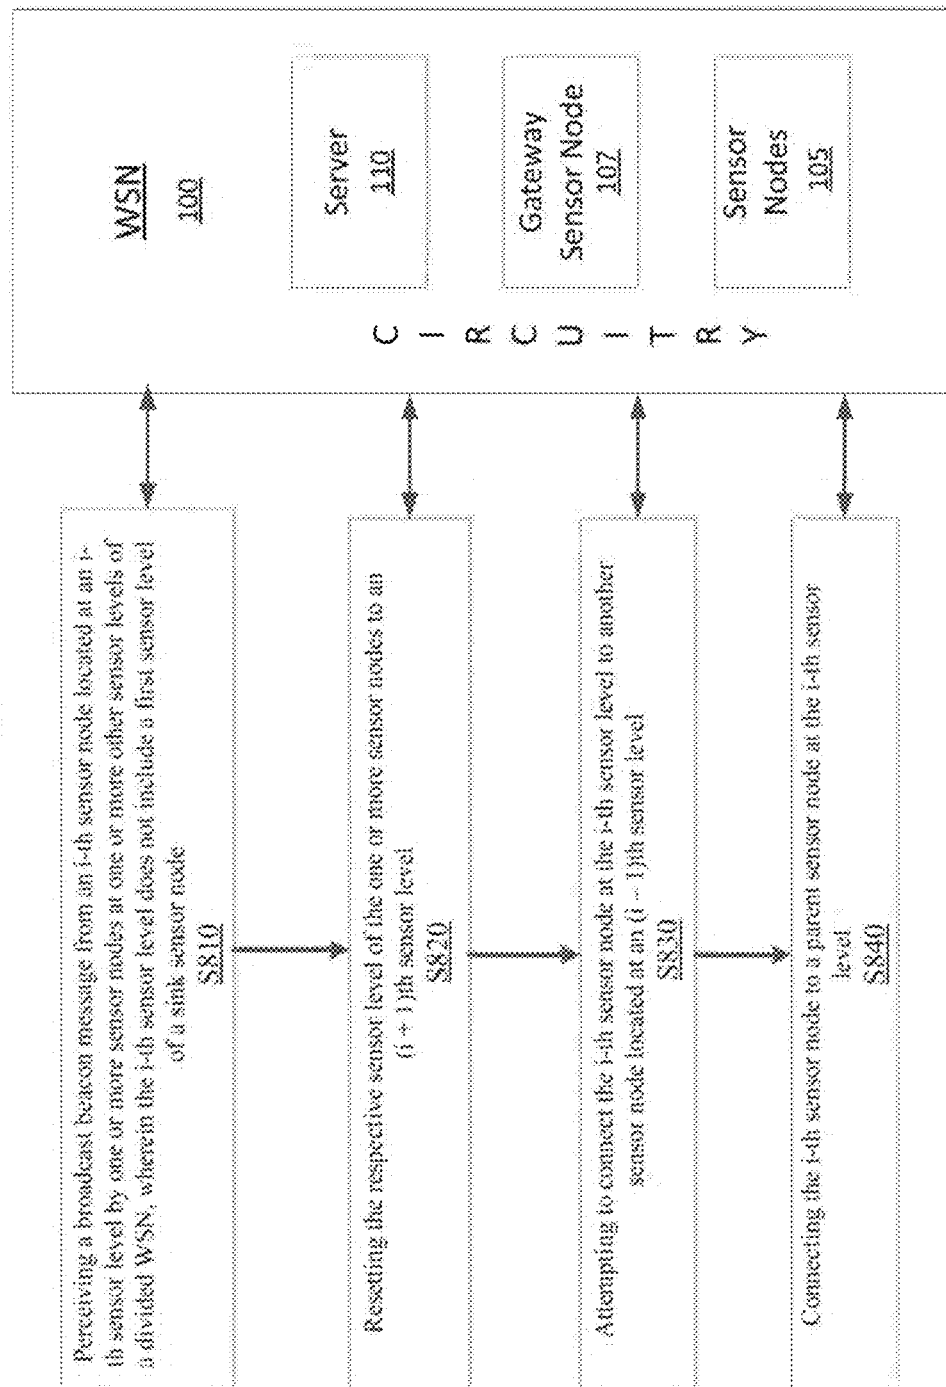 WSN
100
Server
110
Gateway
Sensor Node
107
Sensor
Nodes
105
C I R C U I T R Y
Perceiving a broadcast beacon message from an i-th sensor node located at an i-
th sensor level by one or more sensor nodes at one or more other sensor levels of
a divided WSN, wherein the i-th sensor level does not include a first sensor level
of a sink sensor node
S810
Resetting the respective sensor level of the one or more sensor nodes to an
(i + 1)th sensor level
S820
Attempting to connect the i-th sensor node at the i-th sensor level to another
sensor node located at an (i - 1)th sensor level
S830
Connecting the i-th sensor node to a parent sensor node at the i-th sensor
level
S840